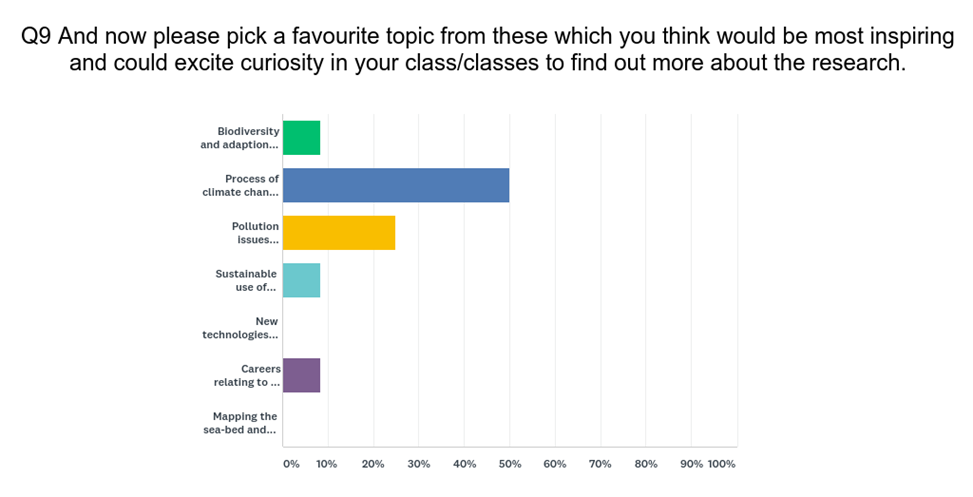 Q9 And now please pick a favourite topic from these which you think would be most inspiring
and could excite curiosity in your class/classes to find out more about the research.
Biodiversity
and adaption...
Process of
climate chan...
Pollution
issues...
Sustainable
use of...
New
technologies...
Careers
relating to ...
Mapping the
sea-bed and...
0% 10% 20% 30% 40% 50% 60% 70% 80% 90% 100%